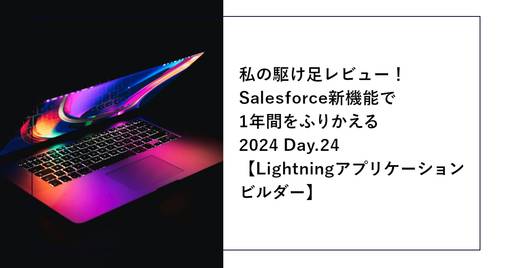 私の駆け足レビュー！
Salesforce新機能で
1年間をふりかえる
2024 Day.24
【Lightningアプリケーション
ビルダー】